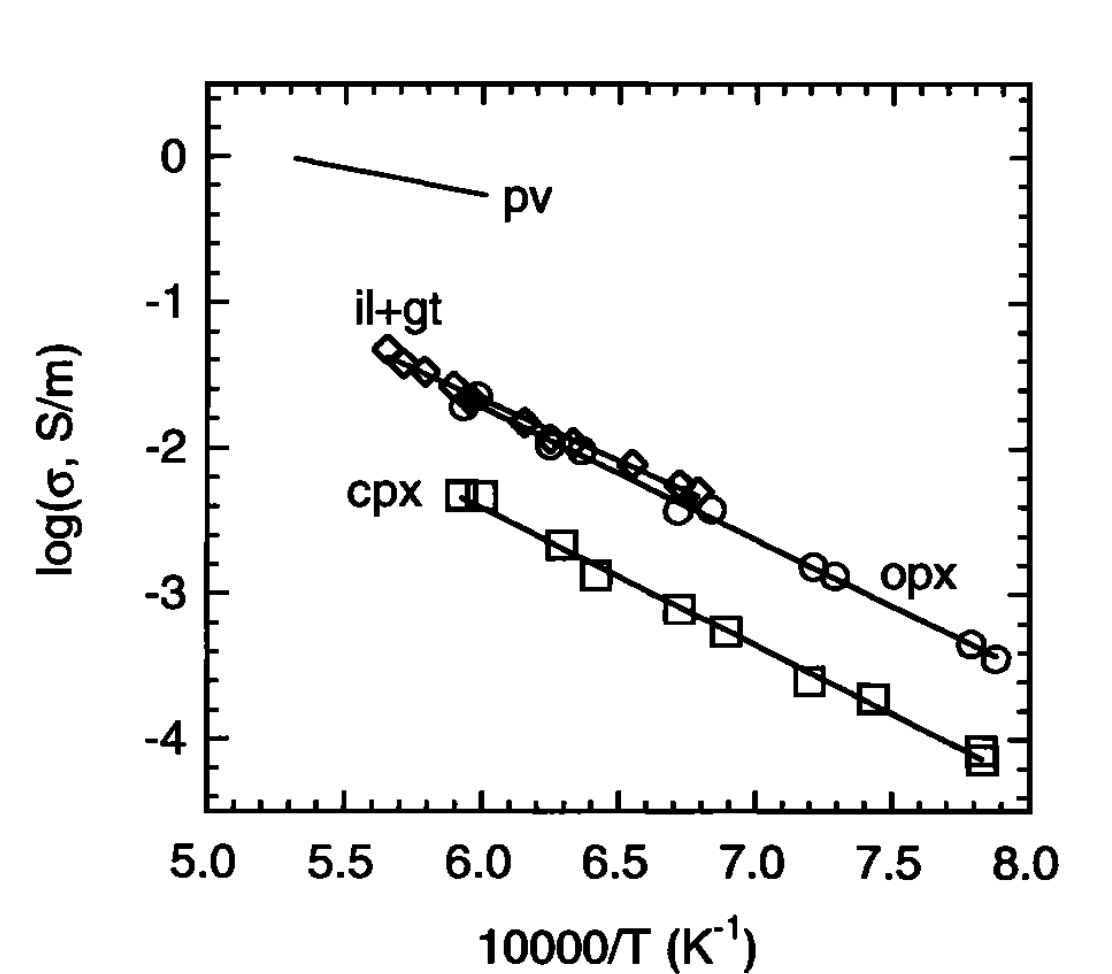 0
pv
-1
il+gt
log(σ, S/m)
-2
cpx
-3
opx
-4
5.0 5.5 6.0 6.5 7.0 7.5 8.0
10000/T (K-1)